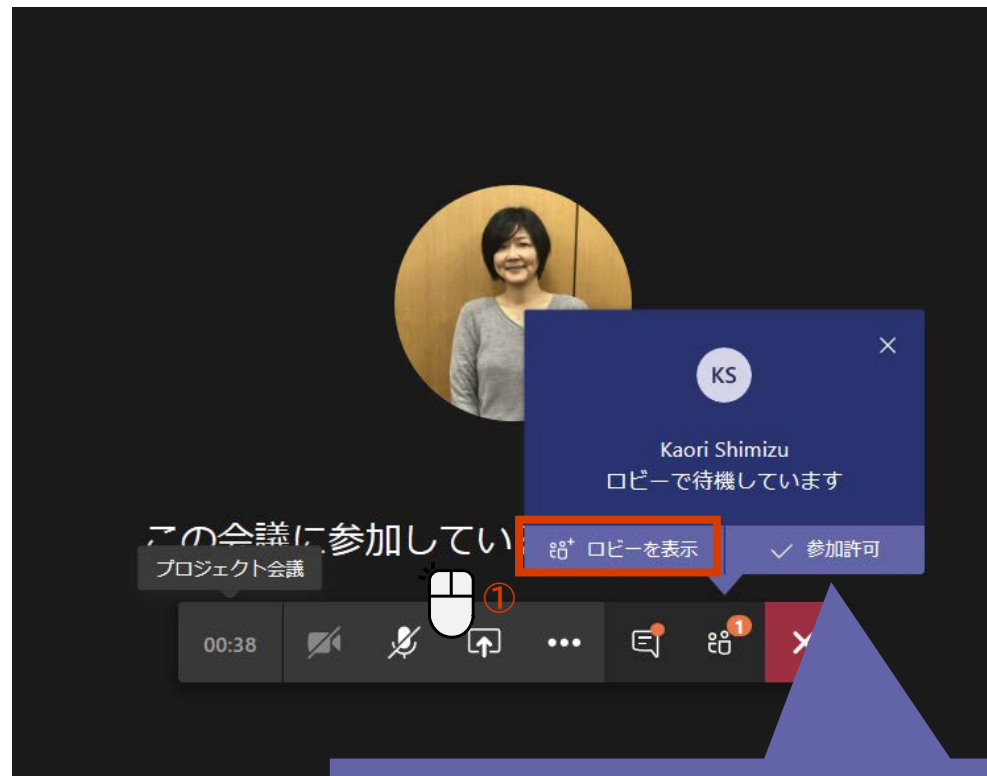 KS
Kaori Shimizu
ロビーで待機しています
この会議に参加してい
ロビーを表示
参加許可
プロジェクト会議
①
00:38
1